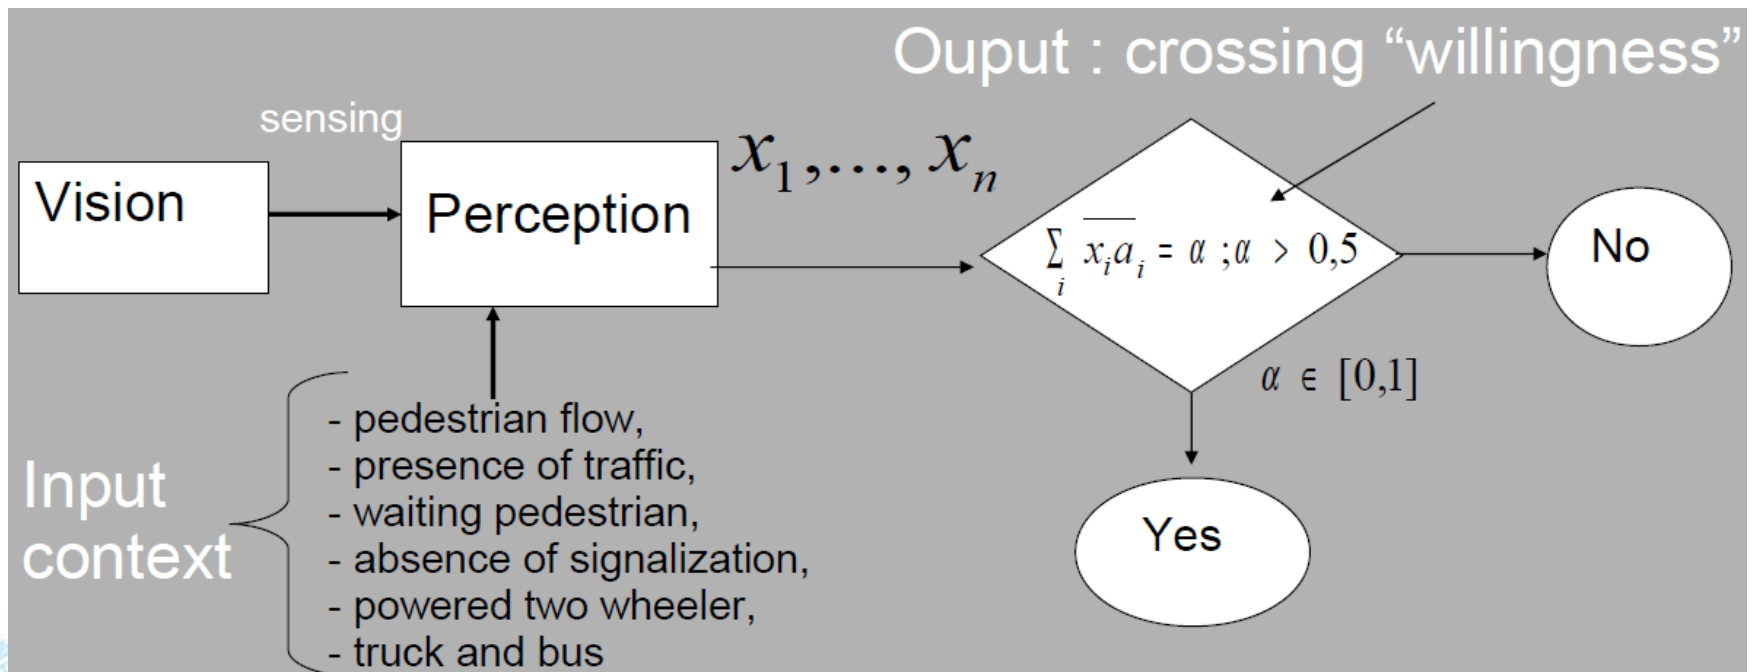 Ouput : crossing “willingness”
sensing
Vision
Perception
x₁,..., xₙ
∑ᵢ x̅ᵢa̅ᵢ = α ;α > 0,5
No
α ∈ [0,1]
Yes
Input
context
- pedestrian flow,
- presence of traffic,
- waiting pedestrian,
- absence of signalization,
- powered two wheeler,
- truck and bus